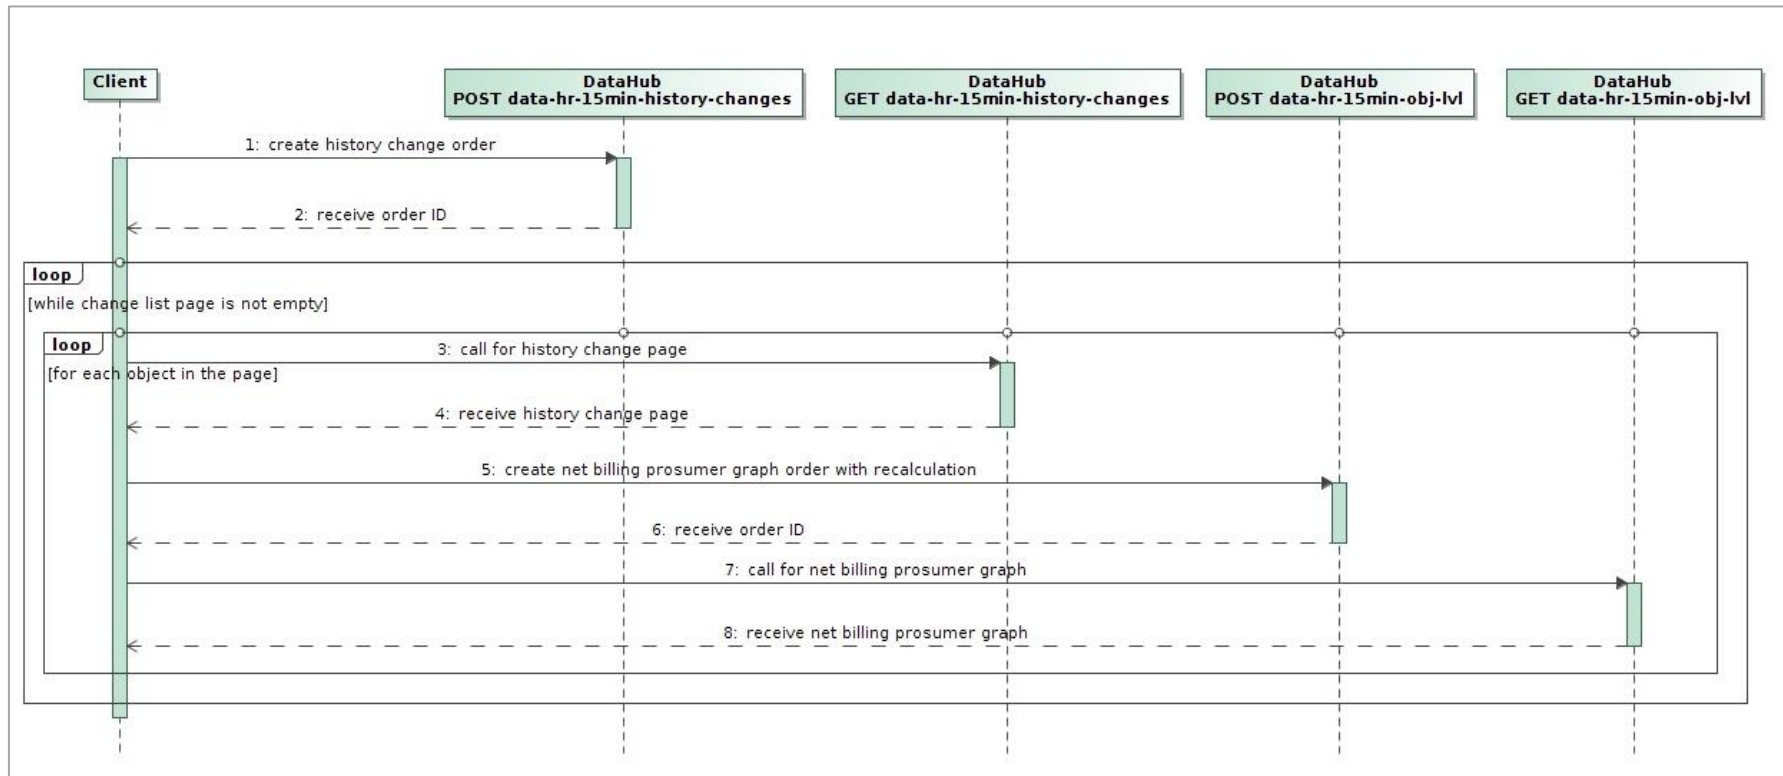 Client
DataHub
POST data-hr-15min-history-changes
DataHub
GET data-hr-15min-history-changes
DataHub
POST data-hr-15min-obj-lvl
DataHub
GET data-hr-15min-obj-lvl
1: create history change order
2: receive order ID
loop
[while change list page is not empty]
loop
3: call for history change page
[for each object in the page]
4: receive history change page
5: create net billing prosumer graph order with recalculation
6: receive order ID
7: call for net billing prosumer graph
8: receive net billing prosumer graph